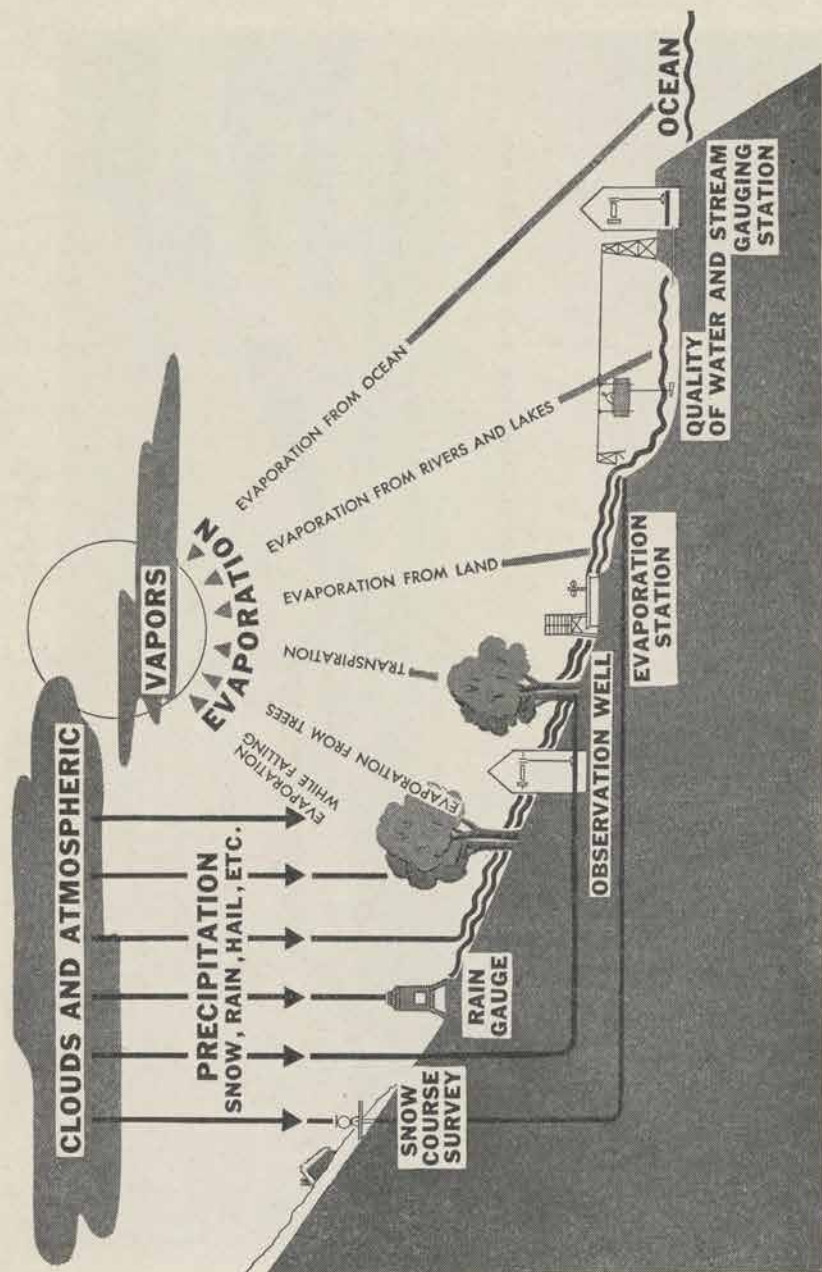 CLOUDS AND ATMOSPHERIC
VAPORS
PRECIPITATION
SNOW, RAIN, HAIL, ETC.
EVAPORATION
EVAPORATION
WHILE FALLING
EVAPORATION FROM TREES
TRANSPIRATION
EVAPORATION FROM LAND
EVAPORATION FROM RIVERS AND LAKES
EVAPORATION FROM OCEAN
SNOW
COURSE
SURVEY
RAIN
GAUGE
OBSERVATION WELL
EVAPORATION
STATION
QUALITY
OF WATER AND STREAM
GAUGING
STATION
OCEAN